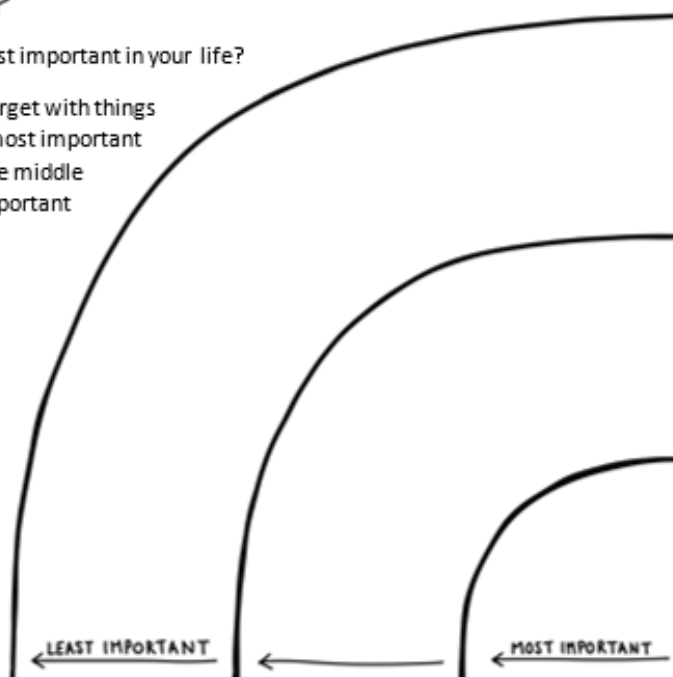 st important in your life?
rget with things
nost important
e middle
portant
LEAST IMPORTANT
MOST IMPORTANT